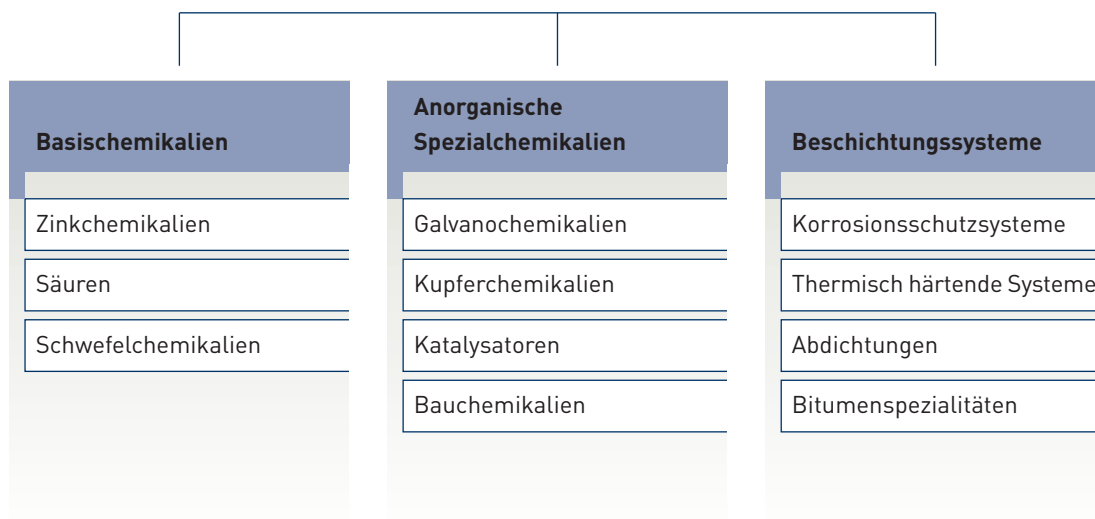 Basischemikalien
Zinkchemikalien
Säuren
Schwefelchemikalien
Anorganische
Spezialchemikalien
Galvanochemikalien
Kupferchemikalien
Katalysatoren
Bauchemikalien
Beschichtungssysteme
Korrosionsschutzsysteme
Thermisch härtende Systeme
Abdichtungen
Bitumenspezialitäten